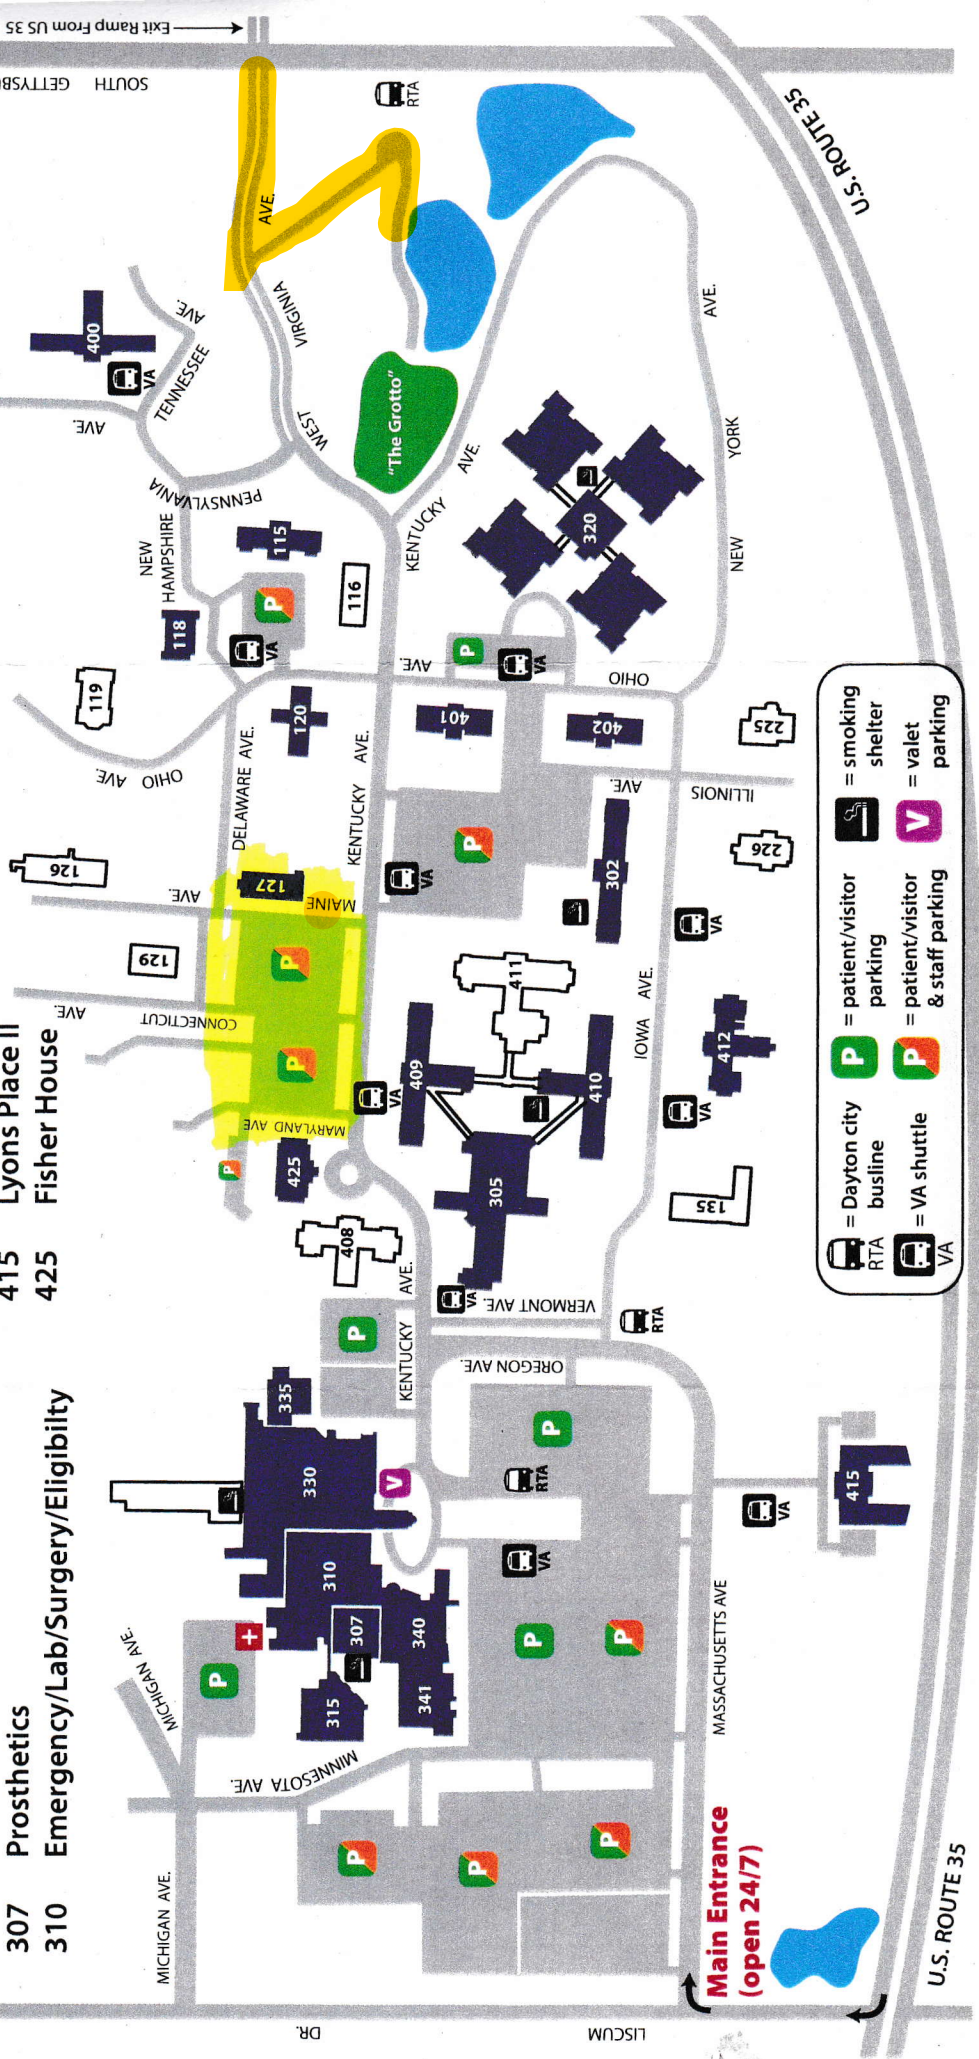 307 Prosthetics
310 Emergency/Lab/Surgery/Eligibilty
415 Lyons Place II
425 Fisher House
Exit Ramp From US 35
SOUTH
U.S. ROUTE 35
RTA
AVE.
WEST
VIRGINIA
400
VA
TENNESSEE
AVE.
AVE.
PENNSYLVANIA
NEW
HAMPSHIRE
"The Grotto"
KENTUCKY
AVE.
NEW
YORK
AVE.
320
115
116
118
P
VA
119
OHIO AVE
120
DELAWARE AVE.
KENTUCKY AVE.
401
402
AVE
OHIO
P
VA
225
226
ILLINOIS
AVE.
P
VA
302
126
127
MAINE
AVE.
129
CONNECTICUT
AVE.
P
P
P
MARYLAND AVE
VA
425
408
409
410
411
305
IOWA AVE.
VA
412
VA
135
VA
VERMONT AVE.
RTA
OREGON AVE.
KENTUCKY
AVE.
P
335
330
V
310
307
340
315
341
P
MICHIGAN AVE.
MICHIGAN AVE.
MINNESOTA AVE.
P
RTA
VA
P
P
P
P
P
MASSACHUSETTS AVE
VA
415
Main Entrance
(open 24/7)
LISCUM
DR.
U.S. ROUTE 35
RTA = Dayton city
busline
VA = VA shuttle
P = patient/visitor
parking
P = patient/visitor
& staff parking
= smoking
shelter
V = valet
parking